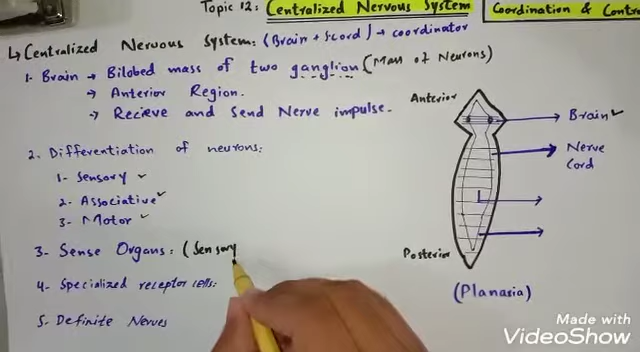 Topic 12: Centralized Nervous System
Coordination & Contr
↳ Centralized Nervous System: (Brain + Scord) → coordinator
1- Brain → Bilobed mass of two ganglion (Mass of Neurons)
→ Anterior Region.
→ Recieve and Send Nerve impulse.
2. Differentiation of neurons:
1- Sensory ✓
2- Associative ✓
3- Motor ✓
3- Sense Organs: (Sensory
4- Specialized receptor cells:
5- Definite Nerves
Anterior
Brain ✓
Nerve
Cord
Posterior
(Planaria)
Made with
VideoShow